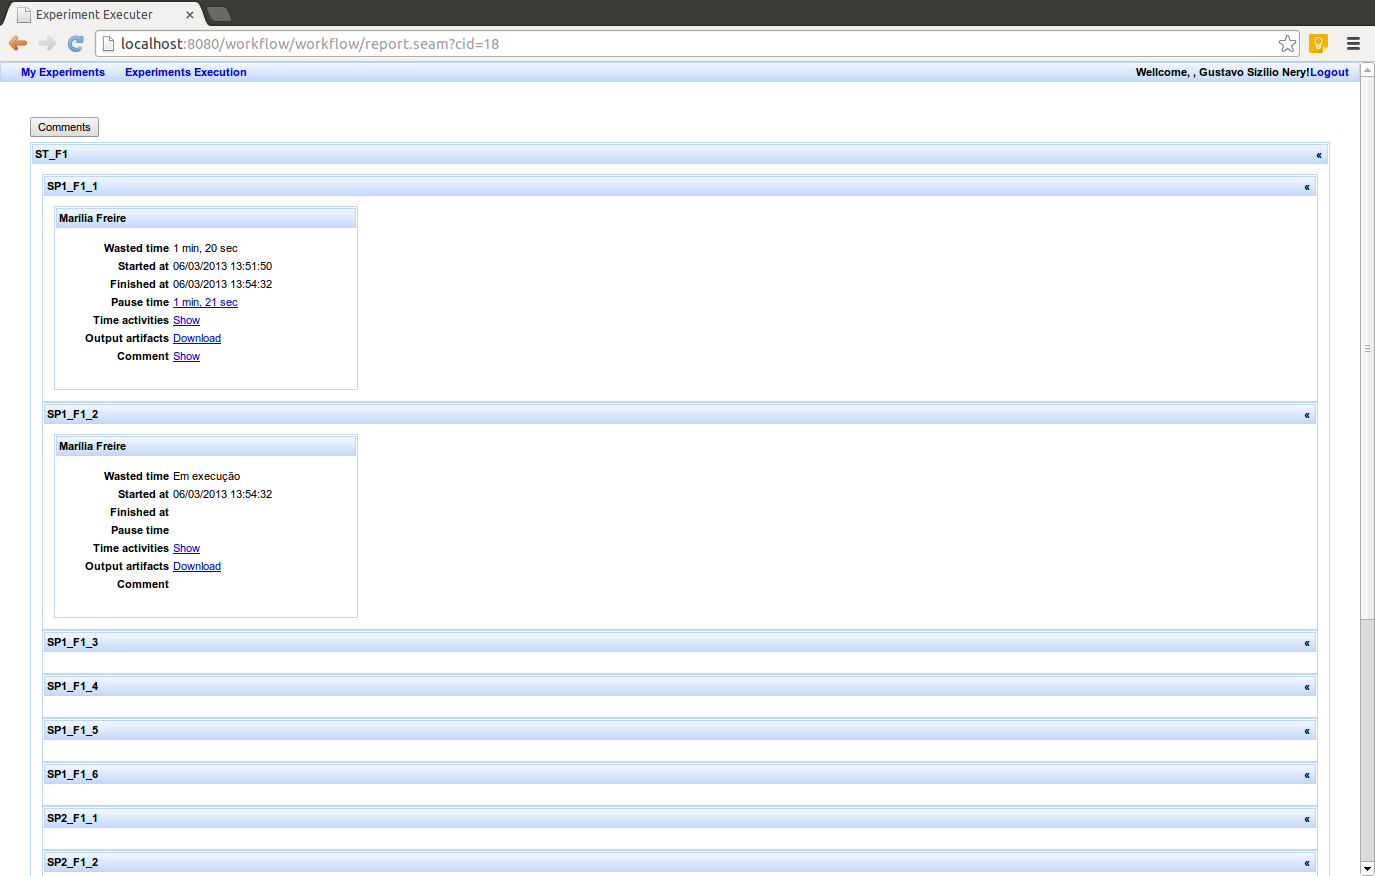 Experiment Executer
localhost:8080/workflow/workflow/report.seam?cid=18
My Experiments Experiments Execution Wellcome, , Gustavo Sizílio Nery!Logout
Comments
ST_F1 «
SP1_F1_1 «
Marília Freire
Wasted time 1 min, 20 sec
Started at 06/03/2013 13:51:50
Finished at 06/03/2013 13:54:32
Pause time 1 min, 21 sec
Time activities Show
Output artifacts Download
Comment Show
SP1_F1_2 «
Marília Freire
Wasted time Em execução
Started at 06/03/2013 13:54:32
Finished at
Pause time
Time activities Show
Output artifacts Download
Comment
SP1_F1_3 «
SP1_F1_4 «
SP1_F1_5 «
SP1_F1_6 «
SP2_F1_1 «
SP2_F1_2 «